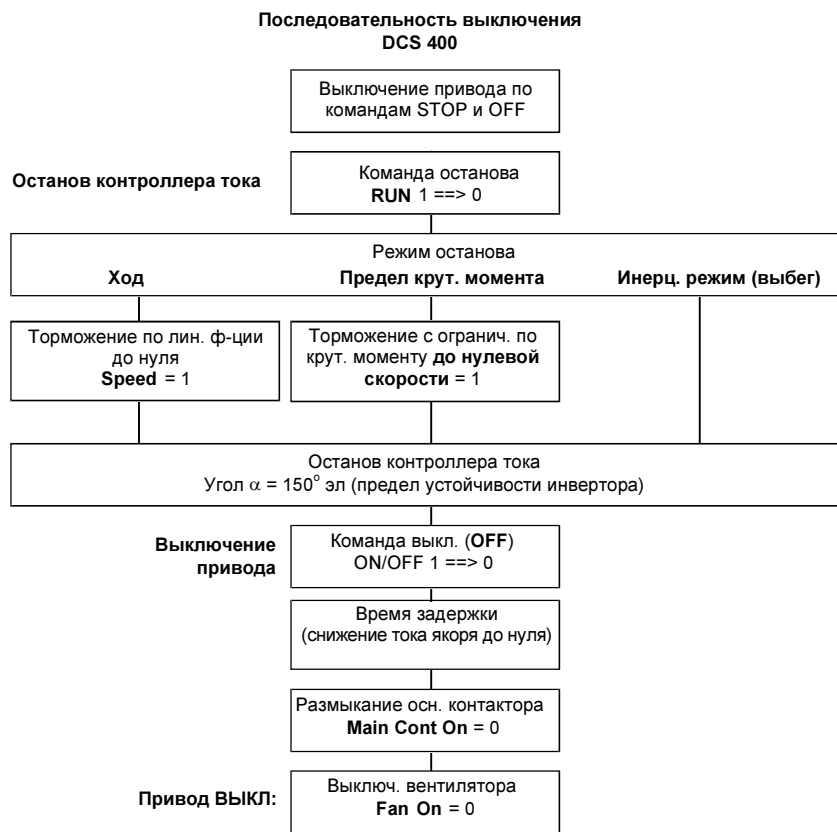 Последовательность выключения
DCS 400
Выключение привода по
командам STOP и OFF
Останов контроллера тока
Команда останова
RUN 1 ==> 0
Режим останова
Ход
Предел крут. момента
Инерц. режим (выбег)
Торможение по лин. ф-ции
до нуля
Speed = 1
Торможение с огранич. по
крут. моменту до нулевой
скорости = 1
Останов контроллера тока
Угол α = 150° эл (предел устойчивости инвертора)
Выключение
привода
Команда выкл. (OFF)
ON/OFF 1 ==> 0
Время задержки
(снижение тока якоря до нуля)
Размыкание осн. контактора
Main Cont On = 0
Привод ВЫКЛ:
Выключ. вентилятора
Fan On = 0